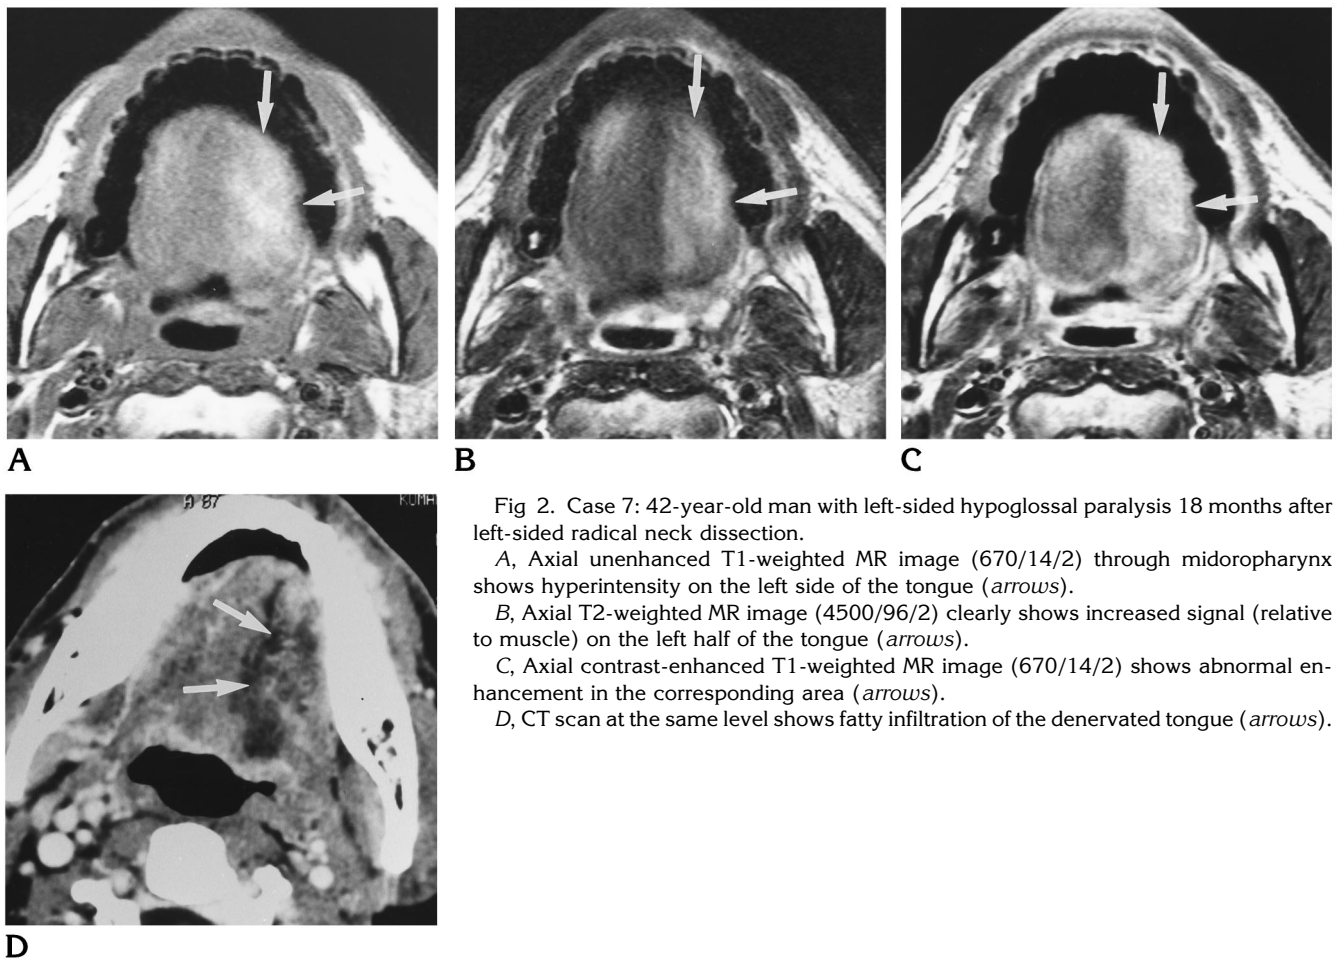 A
B
C
A 87
KUMA
D
Fig 2. Case 7: 42-year-old man with left-sided hypoglossal paralysis 18 months after
left-sided radical neck dissection.
A, Axial unenhanced T1-weighted MR image (670/14/2) through midoropharynx
shows hyperintensity on the left side of the tongue (arrows).
B, Axial T2-weighted MR image (4500/96/2) clearly shows increased signal (relative
to muscle) on the left half of the tongue (arrows).
C, Axial contrast-enhanced T1-weighted MR image (670/14/2) shows abnormal en-
hancement in the corresponding area (arrows).
D, CT scan at the same level shows fatty infiltration of the denervated tongue (arrows).